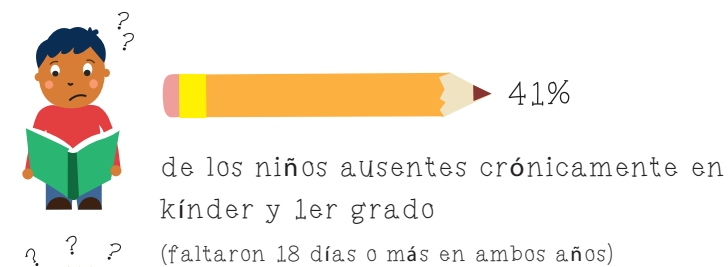 ?
?
41%
de los niños ausentes crónicamente en
kínder y 1er grado
? ? ?
(faltaron 18 días o más en ambos años)